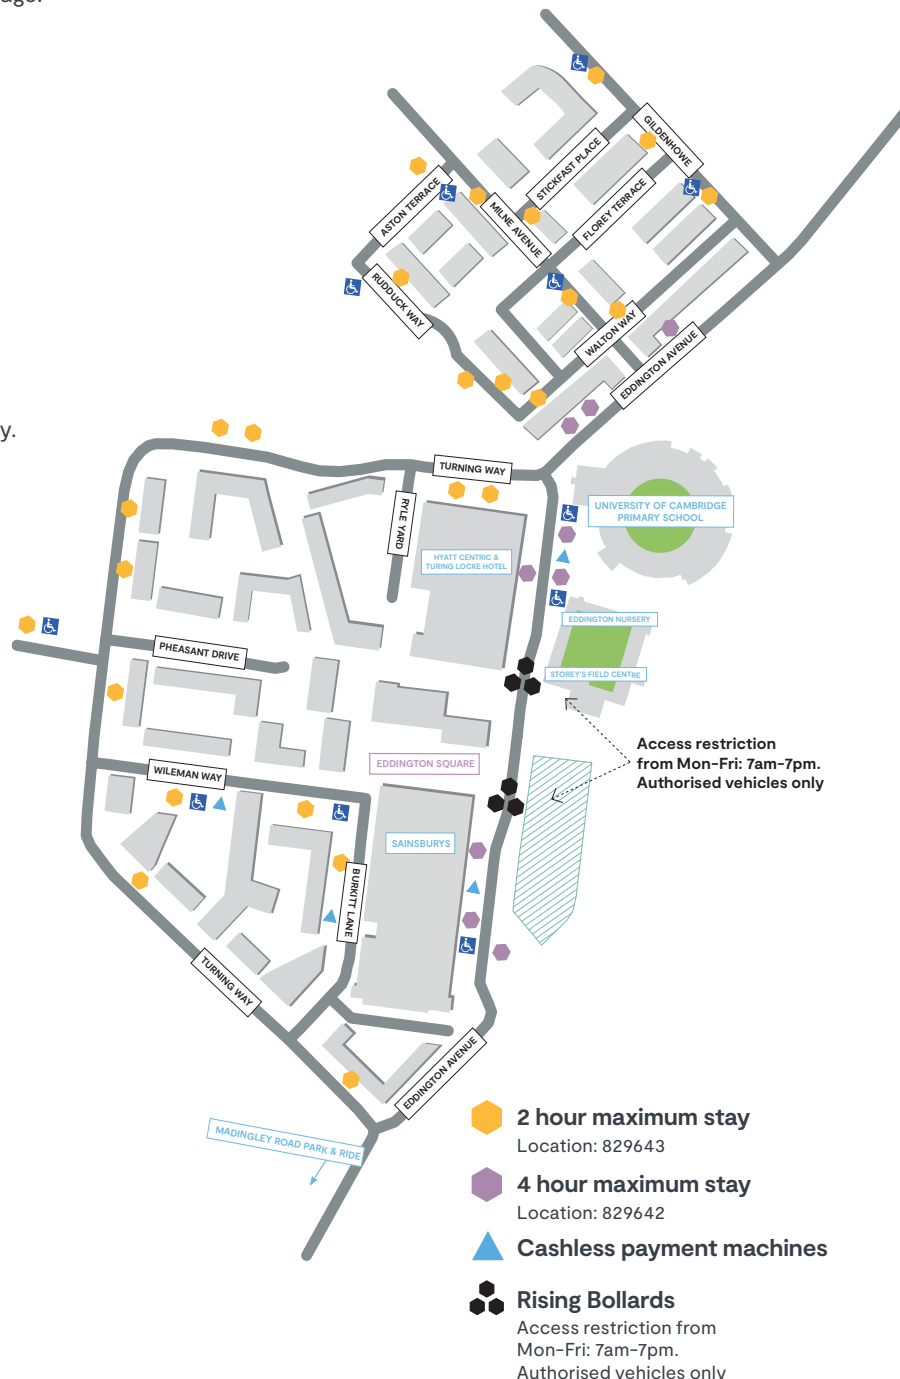 age.
GILDENHOWE
STICKFAST PLACE
ASTON TERRACE
FLOREY TERRACE
MILNE AVENUE
RUDDUCK WAY
WALTON WAY
EDDINGTON AVENUE
y.
TURNING WAY
RYLE YARD
UNIVERSITY OF CAMBRIDGE
PRIMARY SCHOOL
HYATT CENTRIC &
TURING LOCKE HOTEL
EDDINGTON NURSERY
PHEASANT DRIVE
STOREY'S FIELD CENTRE
Access restriction
from Mon-Fri: 7am-7pm.
Authorised vehicles only
EDDINGTON SQUARE
WILEMAN WAY
SAINSBURYS
BURKITT LANE
TURNING WAY
EDDINGTON AVENUE
MADINGLEY ROAD PARK & RIDE
2 hour maximum stay
Location: 829643
4 hour maximum stay
Location: 829642
Cashless payment machines
Rising Bollards
Access restriction from
Mon-Fri: 7am-7pm.
Authorised vehicles only